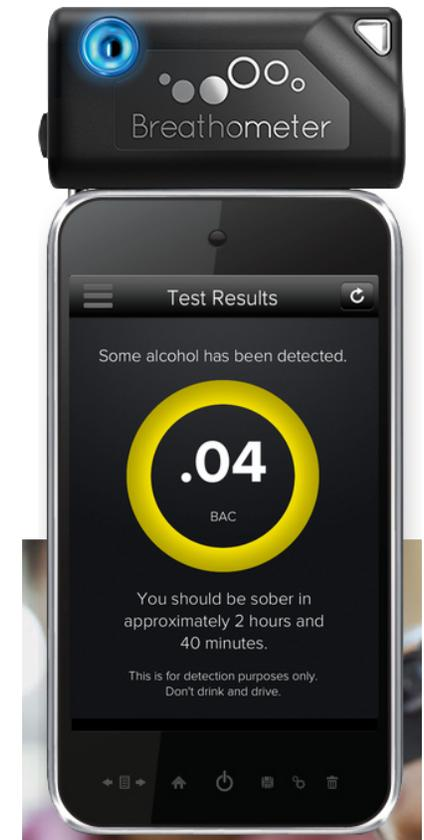 Breathometer
Test Results
Some alcohol has been detected.
.04
BAC
You should be sober in
approximately 2 hours and
40 minutes.
This is for detection purposes only.
Don't drink and drive.